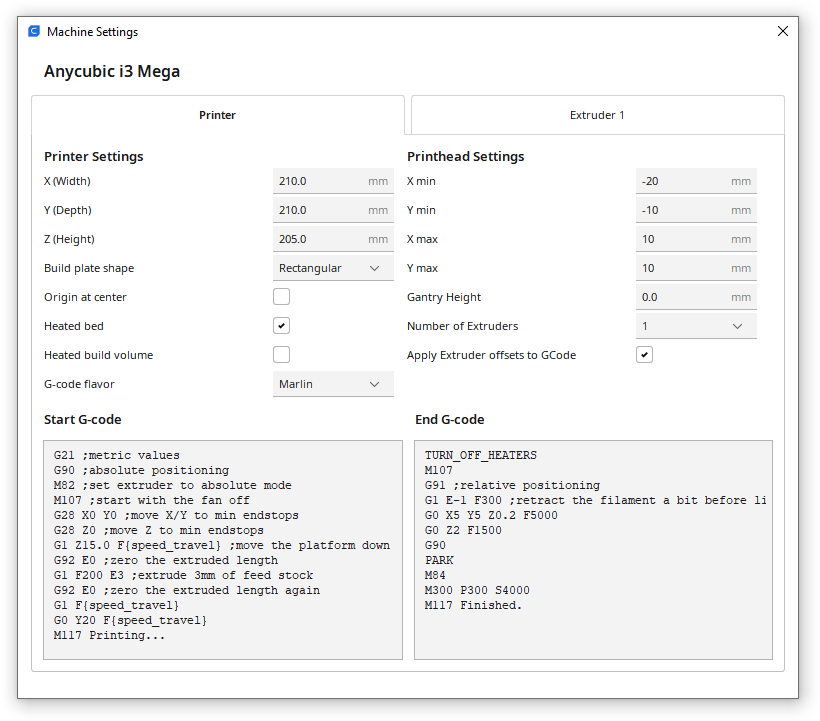 Machine Settings
Anycubic i3 Mega
Printer
Extruder 1
Printer Settings
X (Width) 210.0 mm
Y (Depth) 210.0 mm
Z (Height) 205.0 mm
Build plate shape Rectangular
Origin at center
Heated bed
Heated build volume
G-code flavor Marlin
Printhead Settings
X min -20 mm
Y min -10 mm
X max 10 mm
Y max 10 mm
Gantry Height 0.0 mm
Number of Extruders 1
Apply Extruder offsets to GCode
Start G-code
G21 ;metric values
G90 ;absolute positioning
M82 ;set extruder to absolute mode
M107 ;start with the fan off
G28 X0 Y0 ;move X/Y to min endstops
G28 Z0 ;move Z to min endstops
G1 Z15.0 F{speed_travel} ;move the platform down
G92 E0 ;zero the extruded length
G1 F200 E3 ;extrude 3mm of feed stock
G92 E0 ;zero the extruded length again
G1 F{speed_travel}
G0 Y20 F{speed_travel}
M117 Printing...
End G-code
TURN_OFF_HEATERS
M107
G91 ;relative positioning
G1 E-1 F300 ;retract the filament a bit before li
G0 X5 Y5 Z0.2 F5000
G0 Z2 F1500
G90
PARK
M84
M300 P300 S4000
M117 Finished.